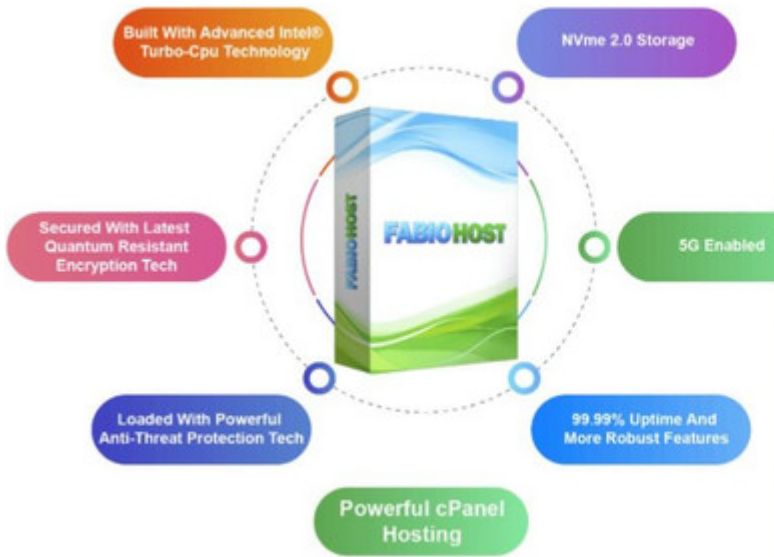 Built With Advanced Intel®
Turbo-Cpu Technology
NVme 2.0 Storage
FABIOHOST
FABIOHOST
Secured With Latest
Quantum Resistant
Encryption Tech
5G Enabled
Loaded With Powerful
Anti-Threat Protection Tech
99.99% Uptime And
More Robust Features
Powerful cPanel
Hosting